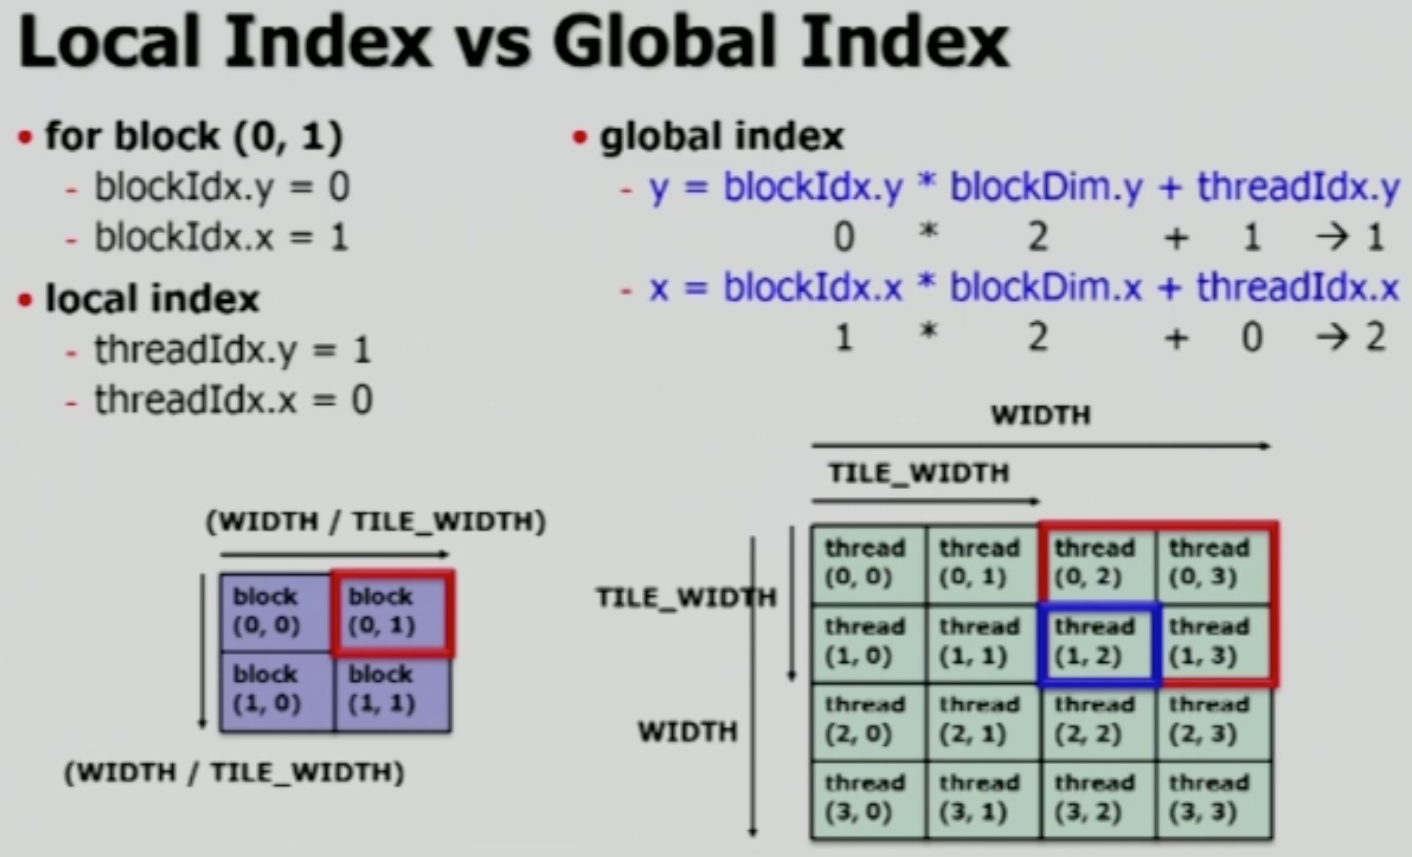 Local Index vs Global Index
• for block (0, 1)
- blockIdx.y = 0
- blockIdx.x = 1
• local index
- threadIdx.y = 1
- threadIdx.x = 0
• global index
- y = blockIdx.y * blockDim.y + threadIdx.y
0 * 2 + 1 → 1
- x = blockIdx.x * blockDim.x + threadIdx.x
1 * 2 + 0 → 2
(WIDTH / TILE_WIDTH)
block block
(0, 0) (0, 1)
block block
(1, 0) (1, 1)
(WIDTH / TILE_WIDTH)
WIDTH
TILE_WIDTH
TILE_WIDTH
WIDTH
thread thread thread thread
(0, 0) (0, 1) (0, 2) (0, 3)
thread thread thread thread
(1, 0) (1, 1) (1, 2) (1, 3)
thread thread thread thread
(2, 0) (2, 1) (2, 2) (2, 3)
thread thread thread thread
(3, 0) (3, 1) (3, 2) (3, 3)